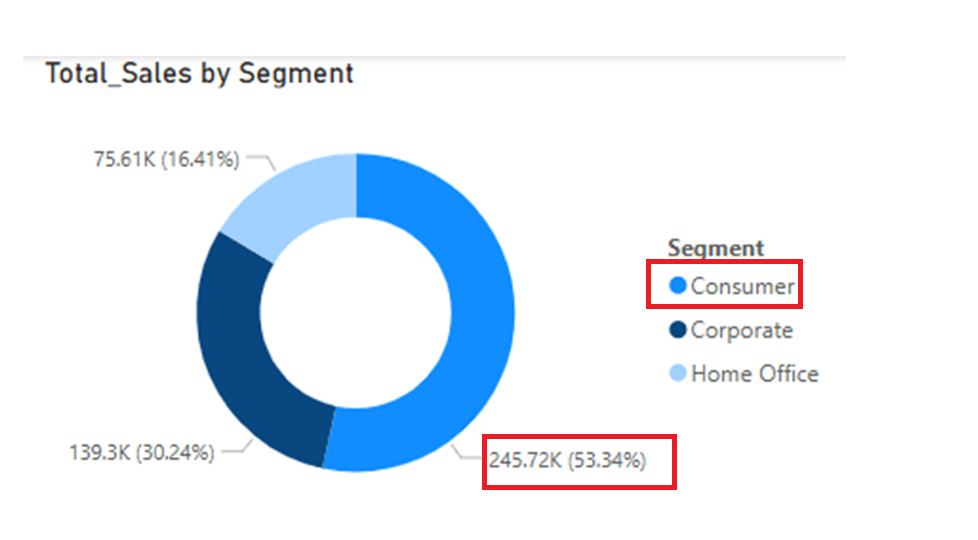 Total_Sales by Segment
75.61K (16.41%)
Segment
Consumer
Corporate
Home Office
139.3K (30.24%)
245.72K (53.34%)